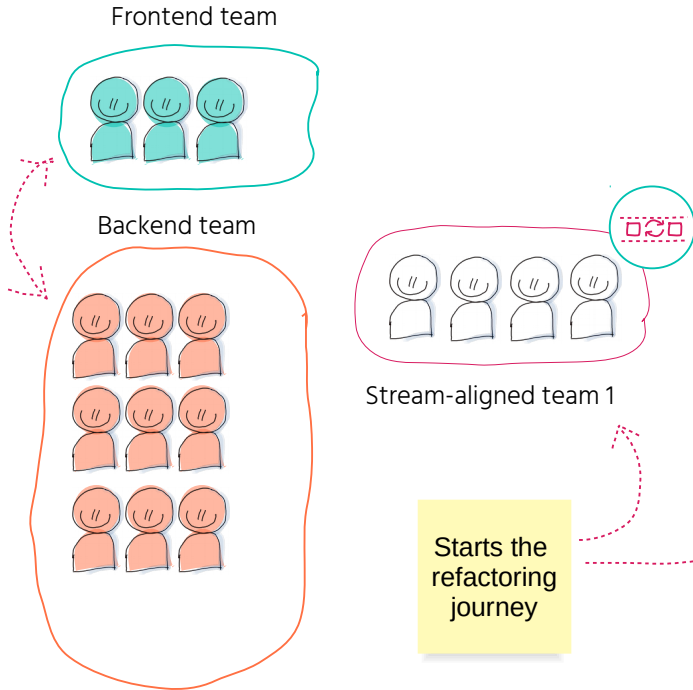 Frontend team
Backend team
Stream-aligned team 1
Starts the
refactoring
journey